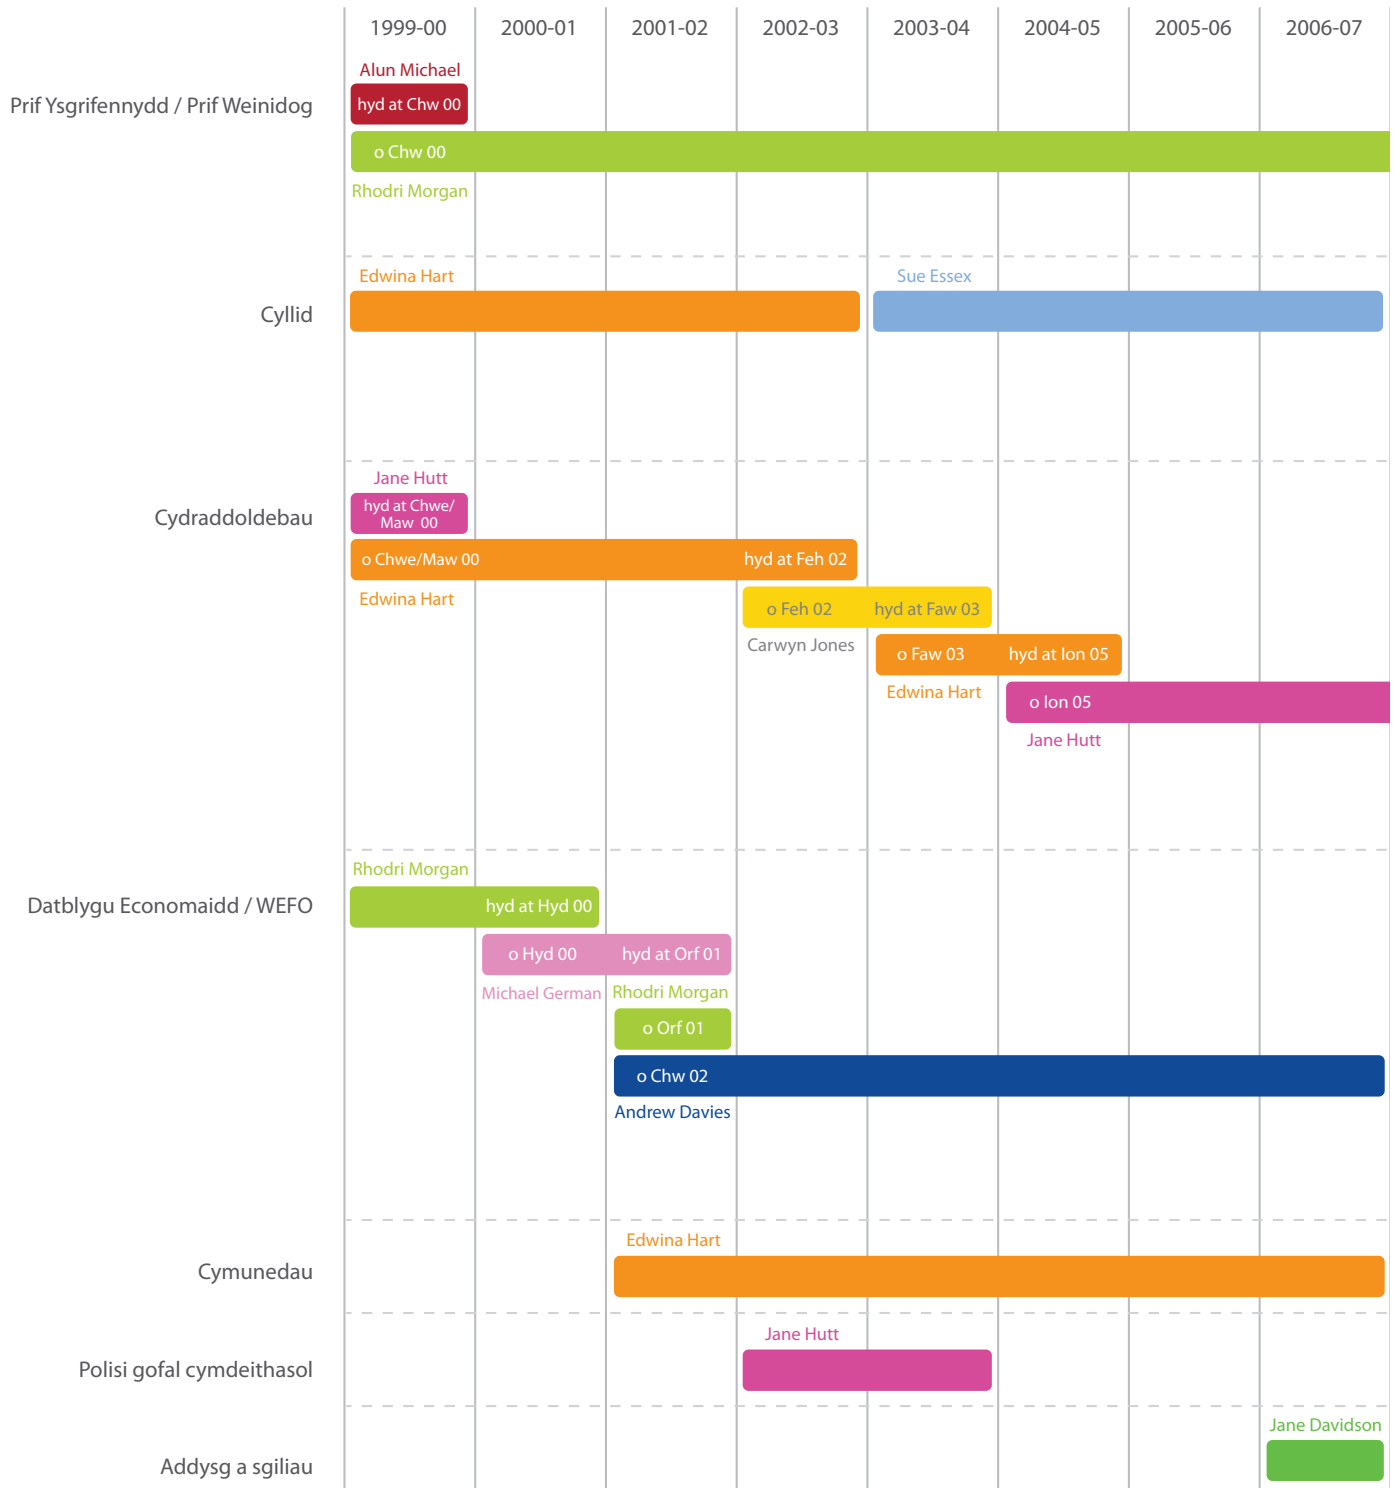 1999-00 2000-01 2001-02 2002-03 2003-04 2004-05 2005-06 2006-07
Alun Michael
Prif Ysgrifennydd / Prif Weinidog
hyd at Chw 00
o Chw 00
Rhodri Morgan
Edwina Hart
Sue Essex
Cyllid
Jane Hutt
Cydraddoldebau
hyd at Chwe/
Maw 00
o Chwe/Maw 00
hyd at Feh 02
Edwina Hart
o Feh 02
hyd at Faw 03
Carwyn Jones
o Faw 03
hyd at Ion 05
Edwina Hart
o Ion 05
Jane Hutt
Rhodri Morgan
Datblygu Economaidd / WEFO
hyd at Hyd 00
o Hyd 00
hyd at Orf 01
Michael German
Rhodri Morgan
o Orf 01
o Chw 02
Andrew Davies
Edwina Hart
Cymunedau
Jane Hutt
Polisi gofal cymdeithasol
Jane Davidson
Addysg a sgiliau